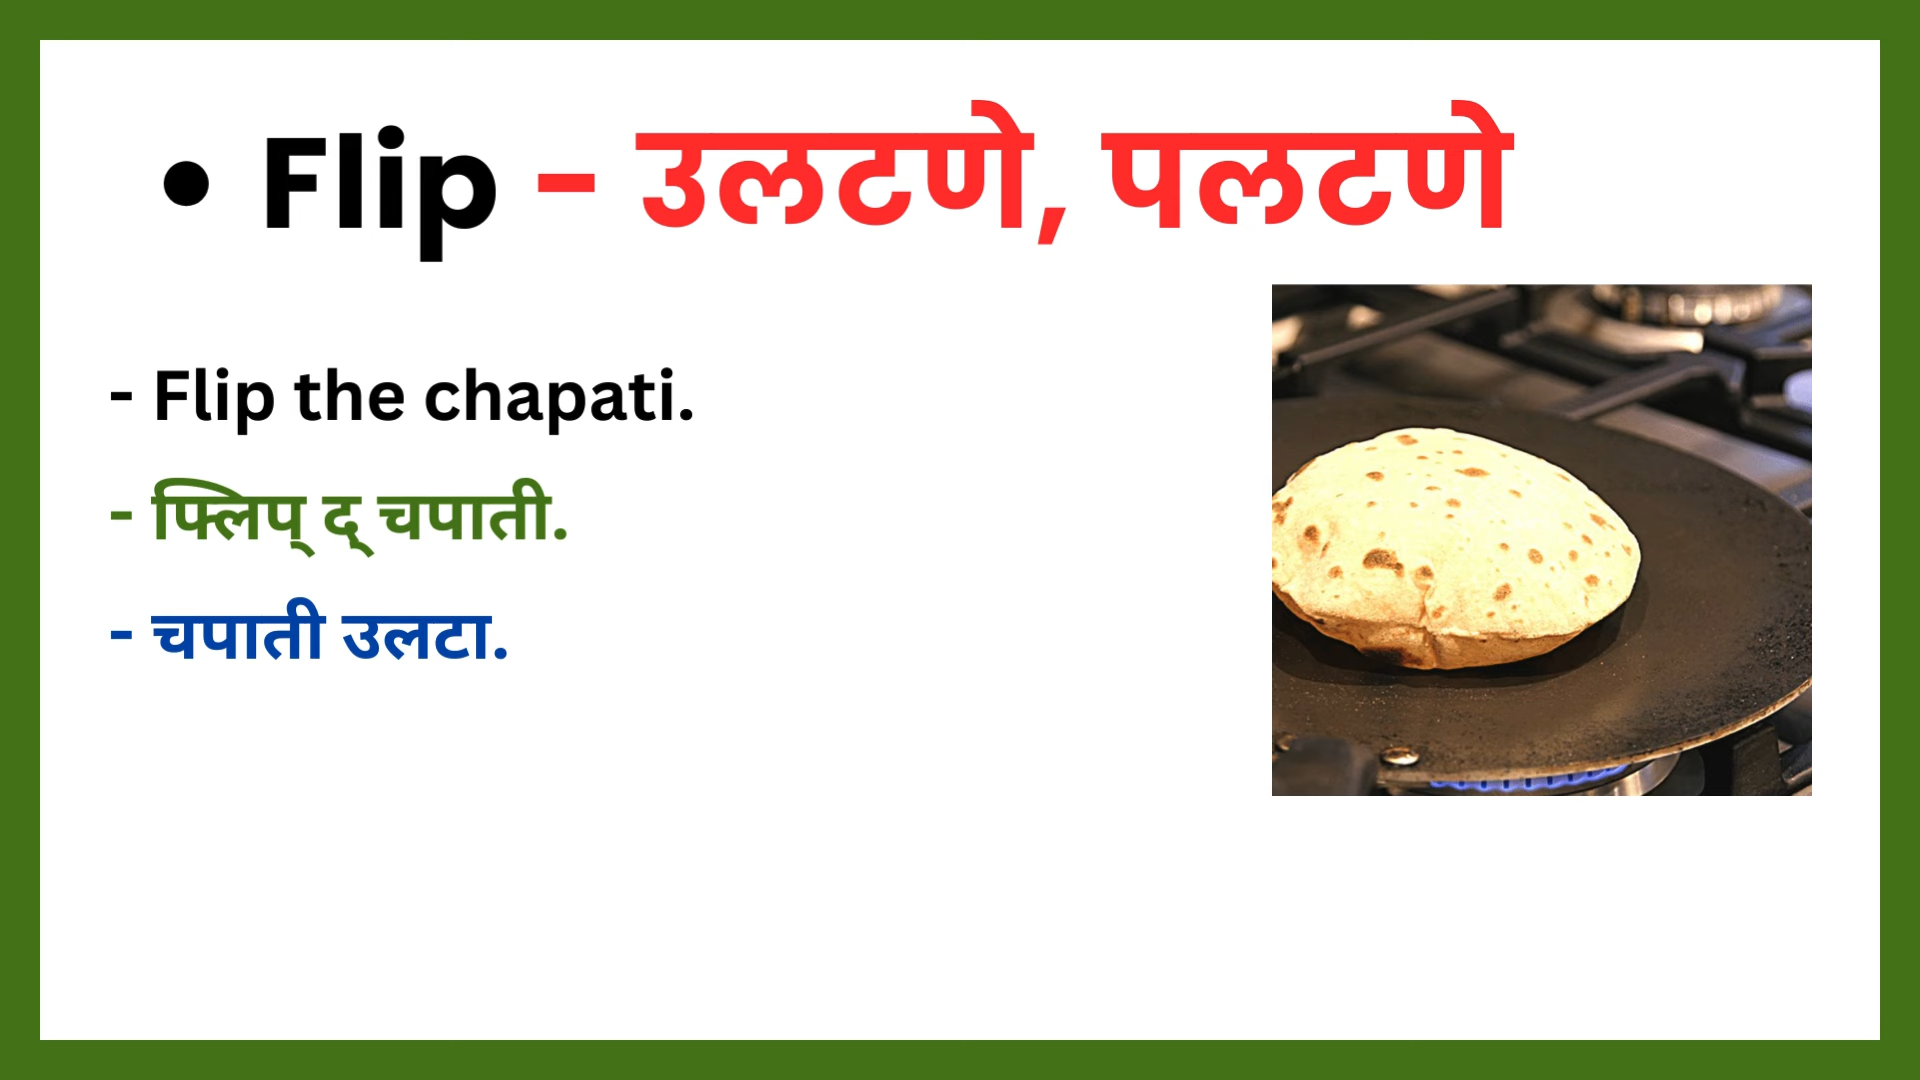 • Flip - उलटणे, पलटणे
- Flip the chapati.
- फ्लिप् द् चपाती.
- चपाती उलटा.